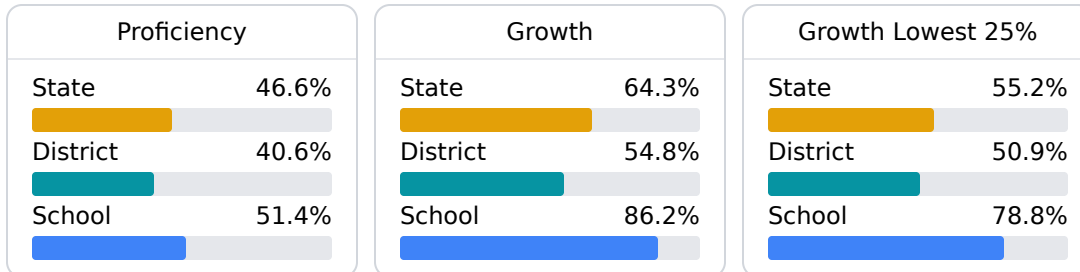 Proficiency
State 46.6%
District 40.6%
School 51.4%
Growth
State 64.3%
District 54.8%
School 86.2%
Growth Lowest 25%
State 55.2%
District 50.9%
School 78.8%